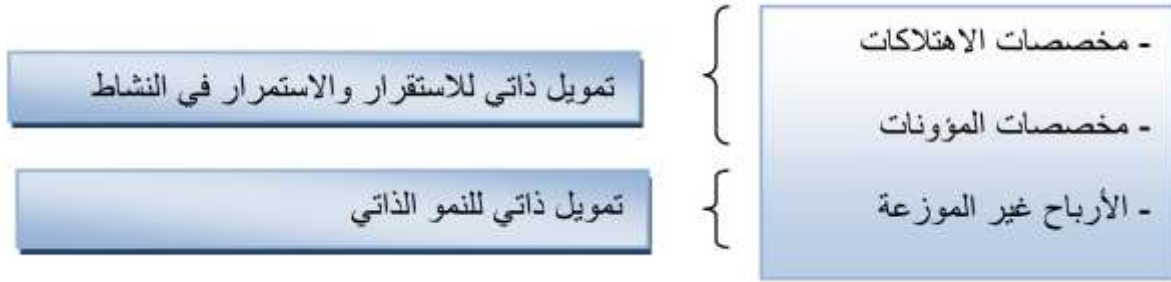 - مخصصات الاهتلاكات
- مخصصات المؤونات
- الأرباح غير الموزعة
تمويل ذاتي للاستقرار والاستمرار في النشاط
تمويل ذاتي للنمو الذاتي